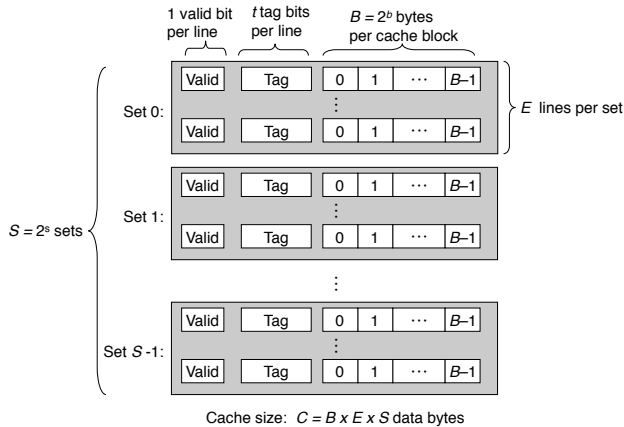 1 valid bit per line
t tag bits per line
B = 2ᵇ bytes per cache block
Valid Tag 0 1 ⋯ B–1
⋮
Set 0:
E lines per set
Valid Tag 0 1 ⋯ B–1
Valid Tag 0 1 ⋯ B–1
Set 1:
⋮
Valid Tag 0 1 ⋯ B–1
S = 2ˢ sets
⋮
Valid Tag 0 1 ⋯ B–1
⋮
Set S -1:
Valid Tag 0 1 ⋯ B–1
Cache size: C = B x E x S data bytes